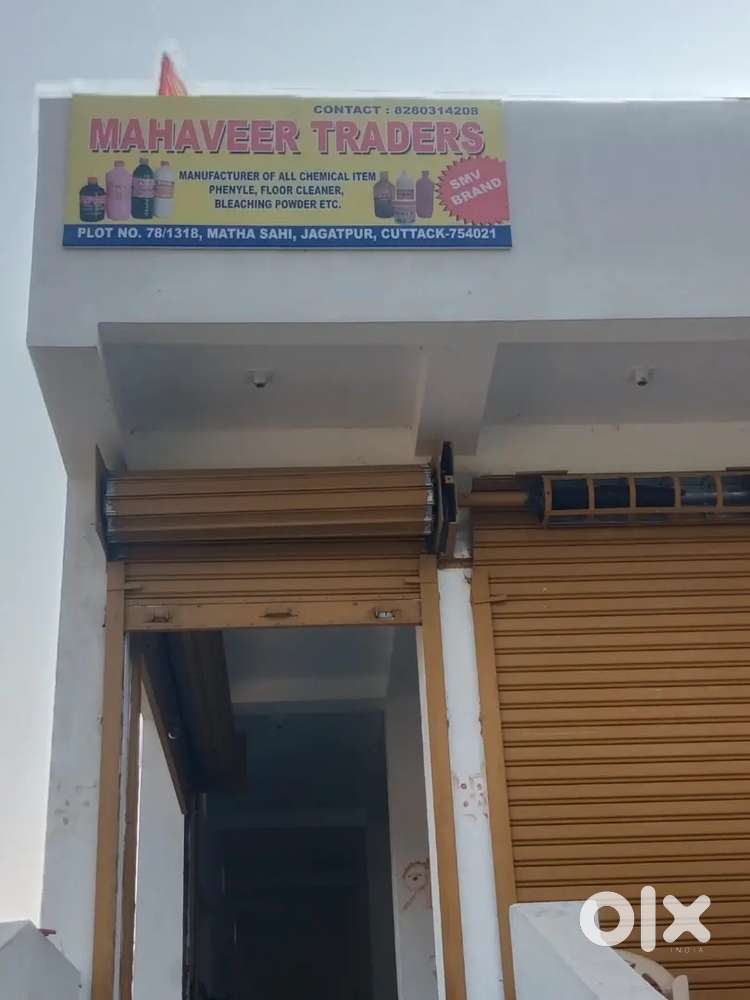 CONTACT : 8280314208
MAHAVEER TRADERS
MANUFACTURER OF ALL CHEMICAL ITEM
PHENYLE, FLOOR CLEANER,
BLEACHING POWDER ETC.
SMV
BRAND
PLOT NO. 78/1318, MATHA SAHI, JAGATPUR, CUTTACK-754021
olx
INDIA